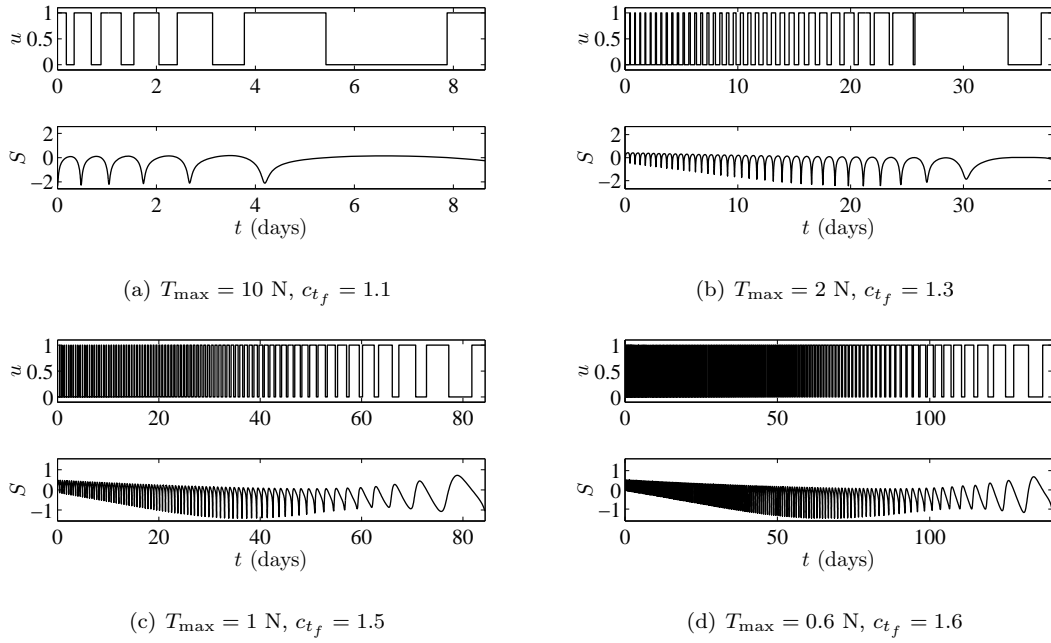 u
1
0.5
0
0 2 4 6 8
S
2
0
−2
0 2 4 6 8
t (days)
(a) T_max = 10 N, c_{t_f} = 1.1
u
1
0.5
0
0 10 20 30
S
2
0
−2
0 10 20 30
t (days)
(b) T_max = 2 N, c_{t_f} = 1.3
u
1
0.5
0
0 20 40 60 80
S
1
0
−1
0 20 40 60 80
t (days)
(c) T_max = 1 N, c_{t_f} = 1.5
u
1
0.5
0
0 50 100
S
1
0
−1
0 50 100
t (days)
(d) T_max = 0.6 N, c_{t_f} = 1.6